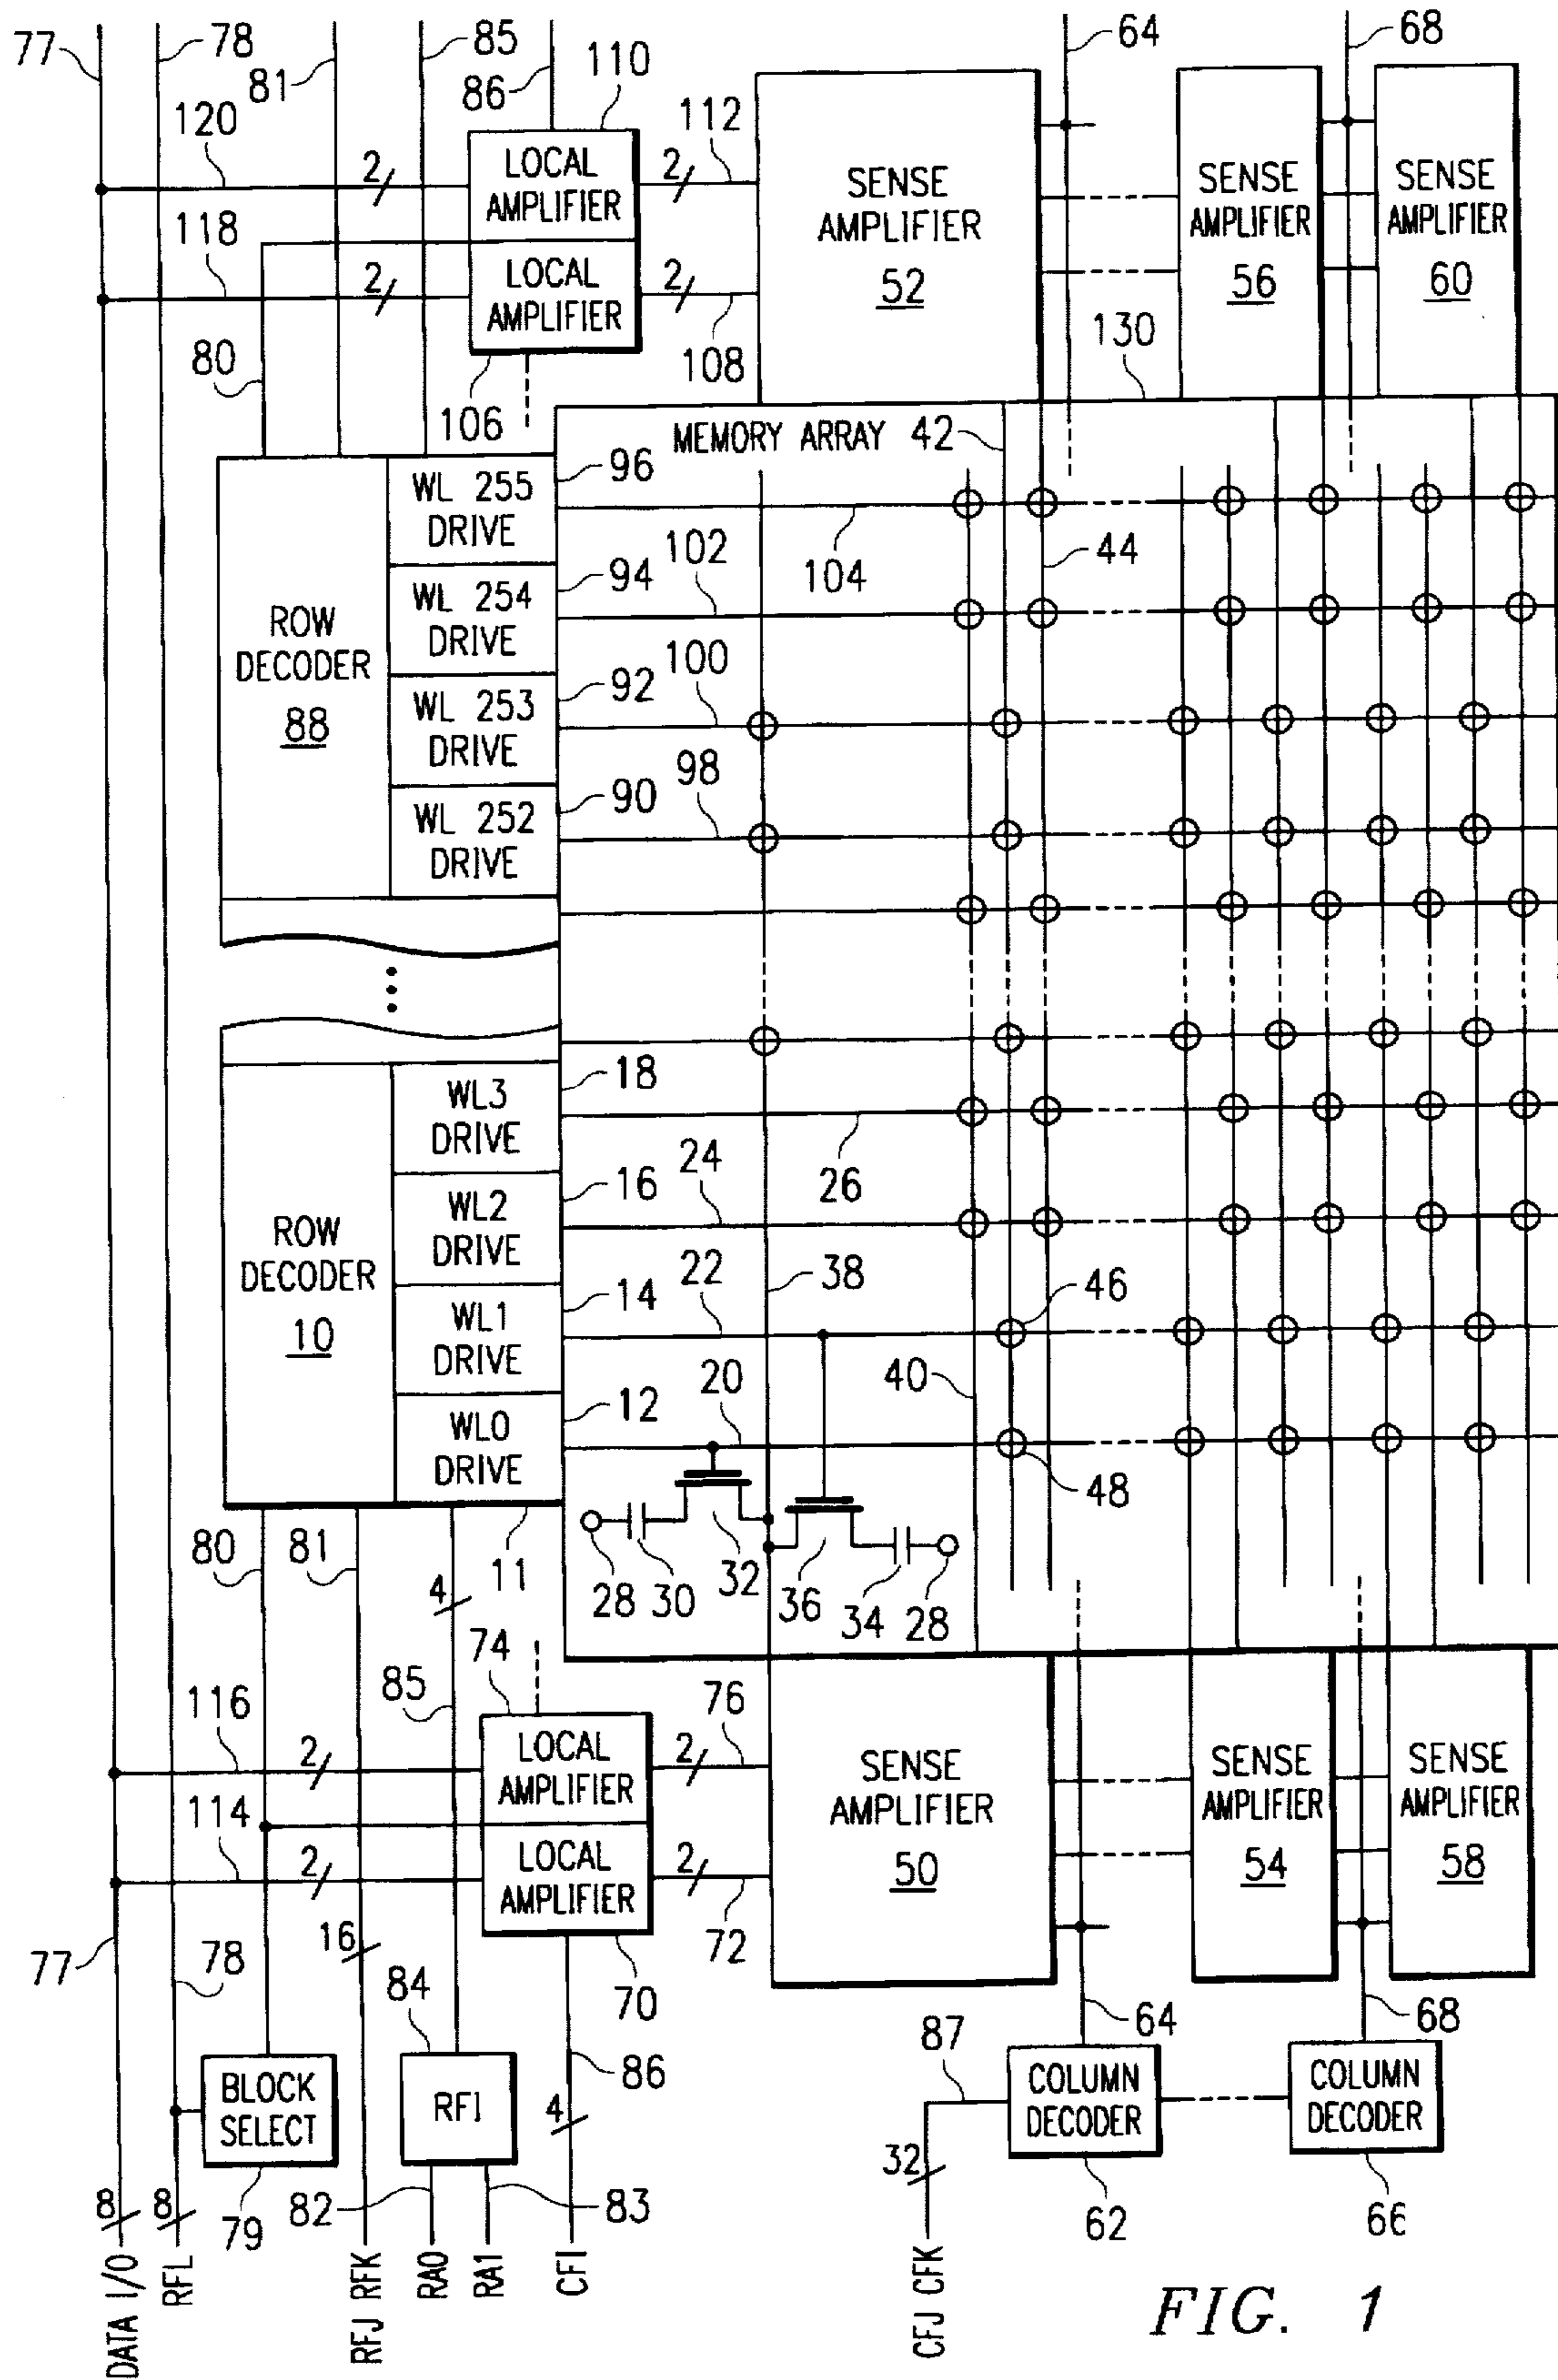 77
78
81
85
86
110
64
68
120
2
LOCAL
AMPLIFIER
2
112
SENSE
AMPLIFIER
52
SENSE
AMPLIFIER
56
SENSE
AMPLIFIER
60
118
2
LOCAL
AMPLIFIER
2
108
130
80
106
MEMORY ARRAY
42
96
WL 255
DRIVE
104
44
102
94
WL 254
DRIVE
ROW
DECODER
88
100
92
WL 253
DRIVE
98
90
WL 252
DRIVE
18
WL3
DRIVE
26
24
16
WL2
DRIVE
ROW
DECODER
10
38
22
14
WL1
DRIVE
46
40
20
12
WL0
DRIVE
48
80
81
11
4
28
30
32
36
34
28
74
85
116
2
LOCAL
AMPLIFIER
2
76
SENSE
AMPLIFIER
50
SENSE
AMPLIFIER
54
SENSE
AMPLIFIER
58
114
2
LOCAL
AMPLIFIER
2
72
16
77
78
84
70
86
87
64
68
BLOCK
SELECT
RFI
4
COLUMN
DECODER
COLUMN
DECODER
32
8
8
79
82
83
62
66
DATA I/O
RFL
RFJ RFK
RA0
RA1
CFI
CFJ CFK
FIG. 1